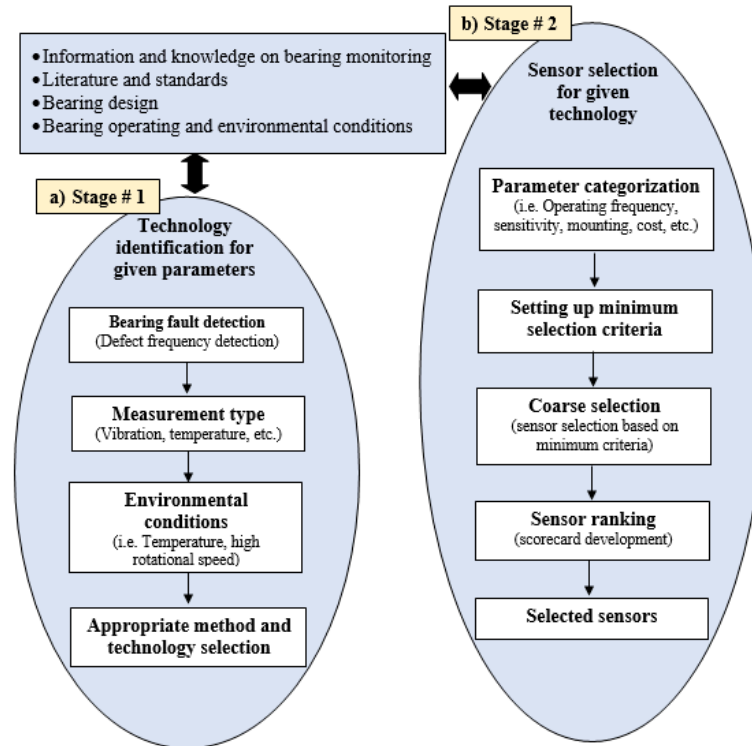 • Information and knowledge on bearing monitoring
• Literature and standards
• Bearing design
• Bearing operating and environmental conditions
a) Stage # 1
Technology
identification for
given parameters
Bearing fault detection
(Defect frequency detection)
Measurement type
(Vibration, temperature, etc.)
Environmental
conditions
(i.e. Temperature, high
rotational speed)
Appropriate method and
technology selection
b) Stage # 2
Sensor selection
for given
technology
Parameter categorization
(i.e. Operating frequency,
sensitivity, mounting, cost, etc.)
Setting up minimum
selection criteria
Coarse selection
(sensor selection based on
minimum criteria)
Sensor ranking
(scorecard development)
Selected sensors